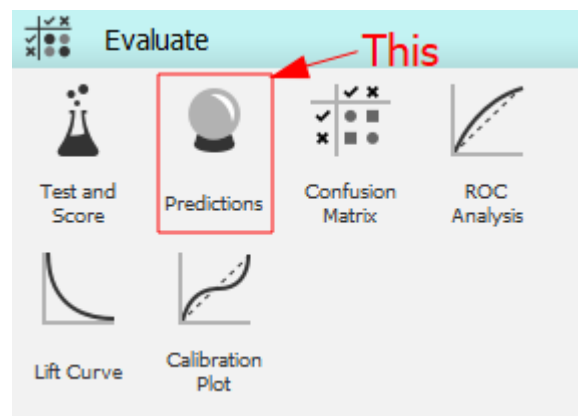 Evaluate
This
Test and
Score
Predictions
Confusion
Matrix
ROC
Analysis
Lift Curve
Calibration
Plot